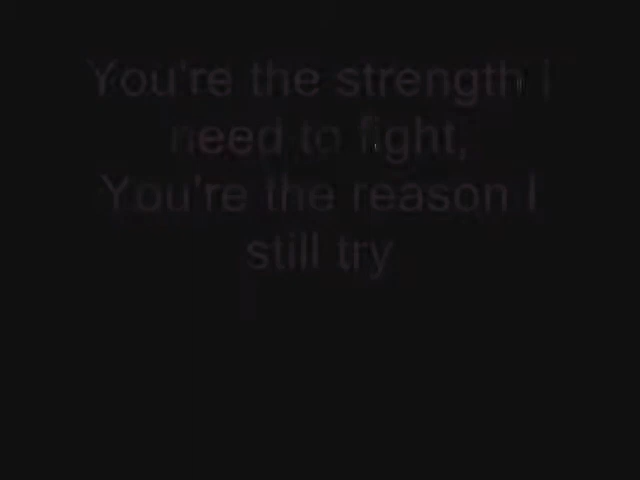 You're the strength I
need to fight,
You're the reason I
still try